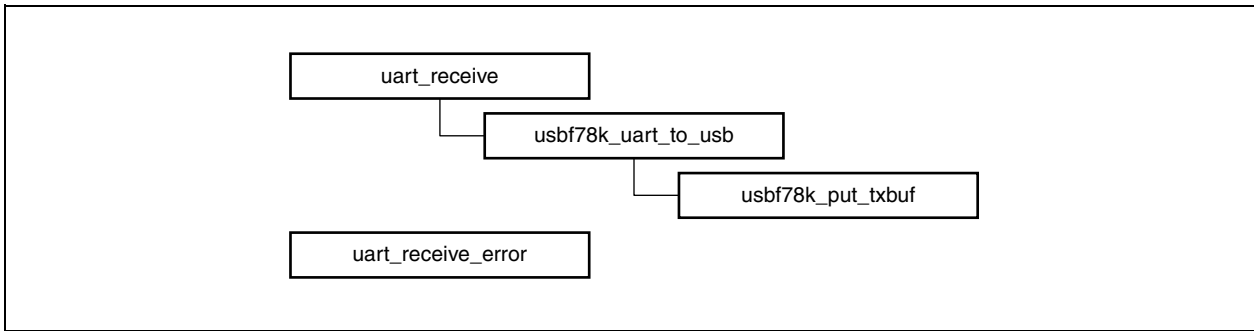 uart_receive
usbf78k_uart_to_usb
usbf78k_put_txbuf
uart_receive_error